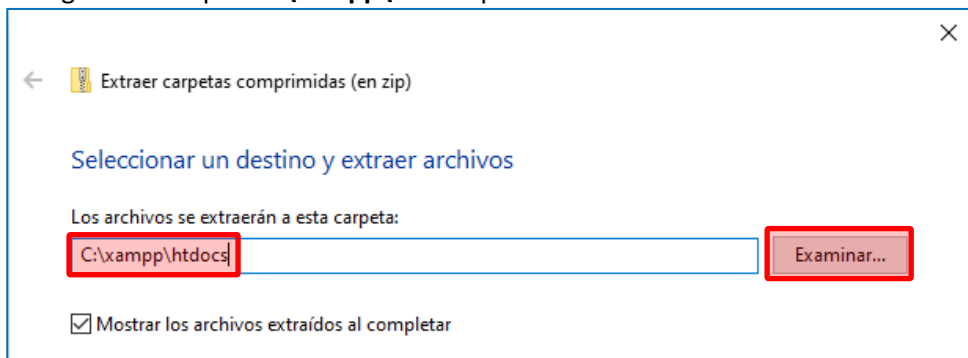 Extraer carpetas comprimidas (en zip)
Seleccionar un destino y extraer archivos
Los archivos se extraerán a esta carpeta:
C:\xampp\htdocs
Examinar...
Mostrar los archivos extraídos al completar